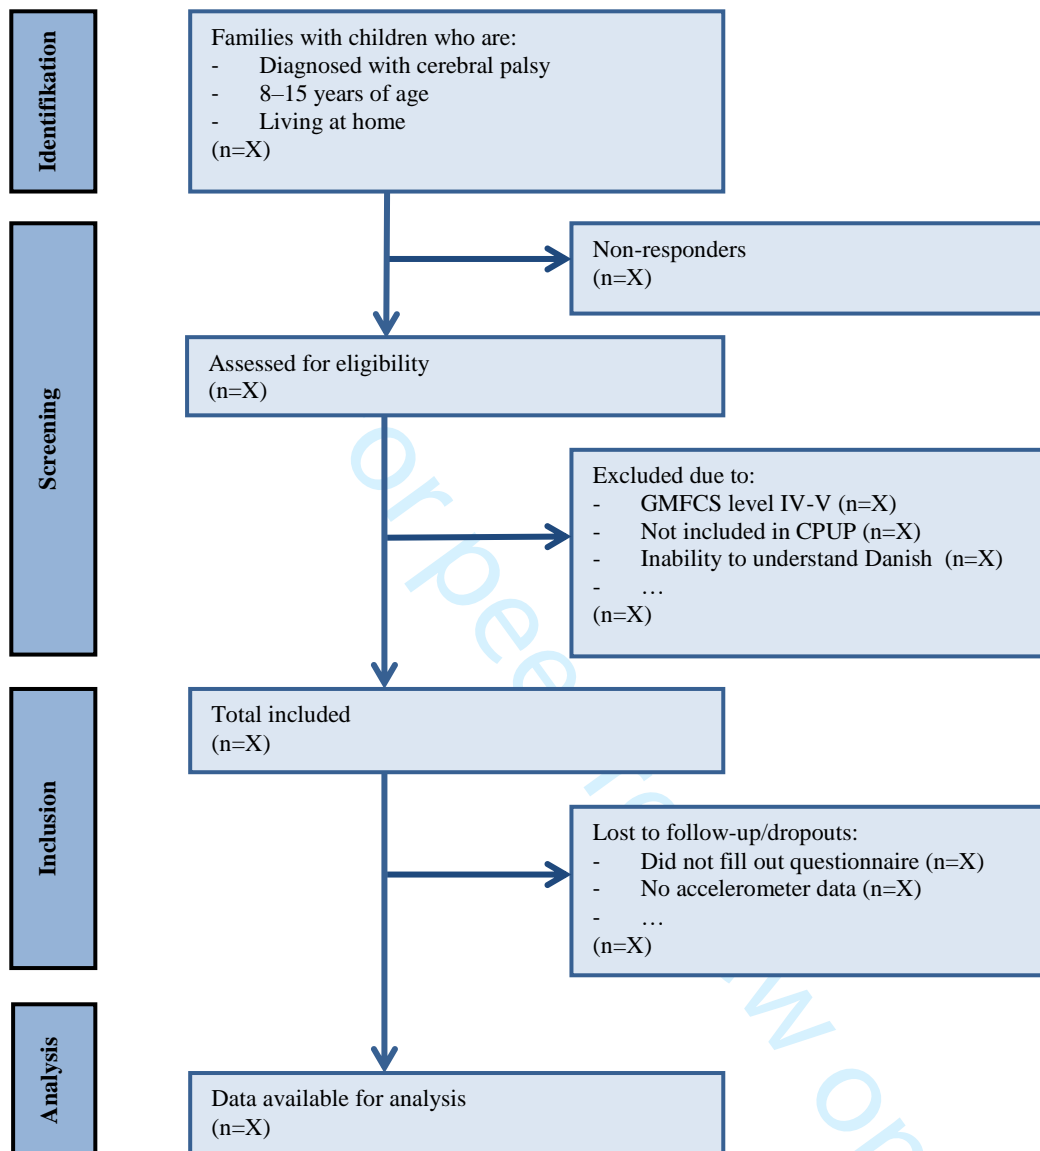 Identifikation
Families with children who are:
- Diagnosed with cerebral palsy
- 8–15 years of age
- Living at home
(n=X)
Screening
Non-responders
(n=X)
Assessed for eligibility
(n=X)
Excluded due to:
- GMFCS level IV-V (n=X)
- Not included in CPUP (n=X)
- Inability to understand Danish (n=X)
- …
(n=X)
Inclusion
Total included
(n=X)
Lost to follow-up/dropouts:
- Did not fill out questionnaire (n=X)
- No accelerometer data (n=X)
- …
(n=X)
Analysis
Data available for analysis
(n=X)